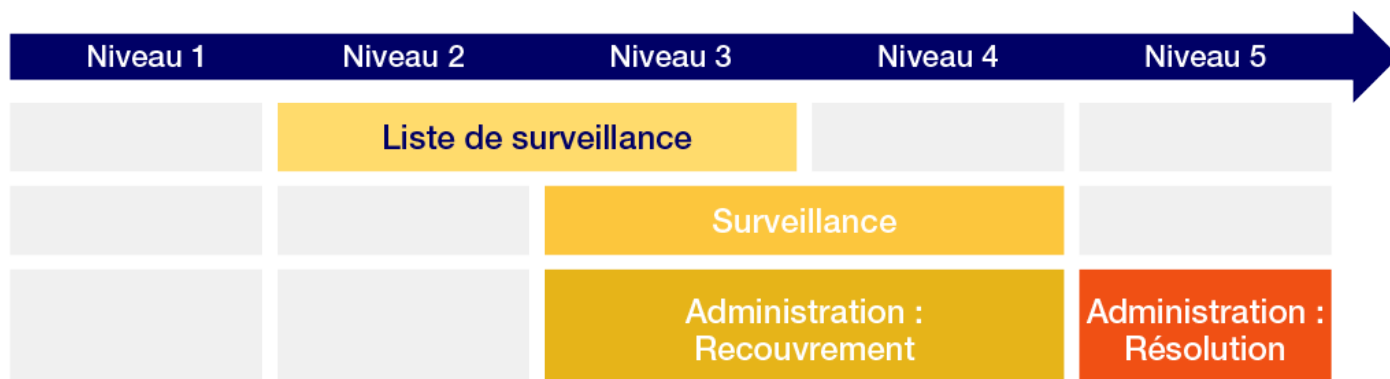 Niveau 1 Niveau 2 Niveau 3 Niveau 4 Niveau 5
Liste de surveillance
Surveillance
Administration :
Recouvrement
Administration :
Résolution